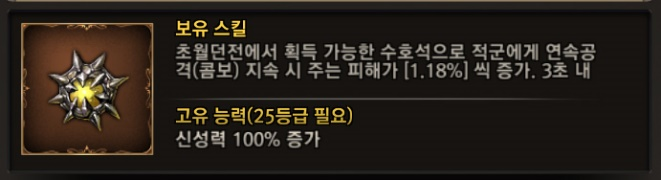 보유 스킬
초월던전에서 획득 가능한 수호석으로 적군에게 연속공
격(콤보) 지속 시 주는 피해가 [1.18%] 씩 증가. 3초 내
고유 능력(25등급 필요)
신성력 100% 증가